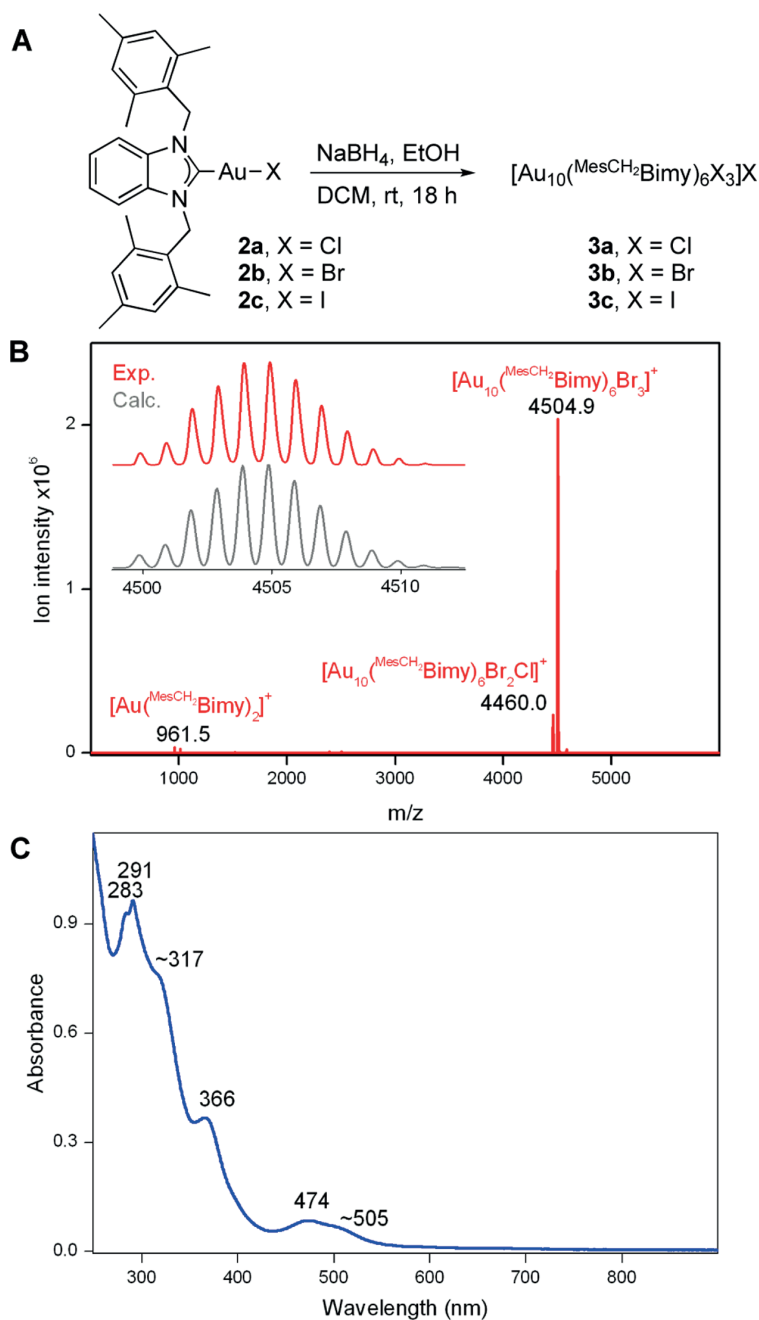 A
N
N
Au
X
NaBH4, EtOH
DCM, rt, 18 h
[Au10(MesCH2Bimy)6X3]X
2a, X = Cl
2b, X = Br
2c, X = I
3a, X = Cl
3b, X = Br
3c, X = I
B
Exp.
Calc.
4500
4505
4510
[Au10(MesCH2Bimy)6Br3]+
4504.9
[Au10(MesCH2Bimy)6Br2Cl]+
4460.0
[Au(MesCH2Bimy)2]+
961.5
Ion intensity x106
2
1
0
1000
2000
3000
4000
5000
m/z
C
291
283
~317
366
474
~505
Absorbance
0.9
0.6
0.3
0.0
300
400
500
600
700
800
Wavelength (nm)